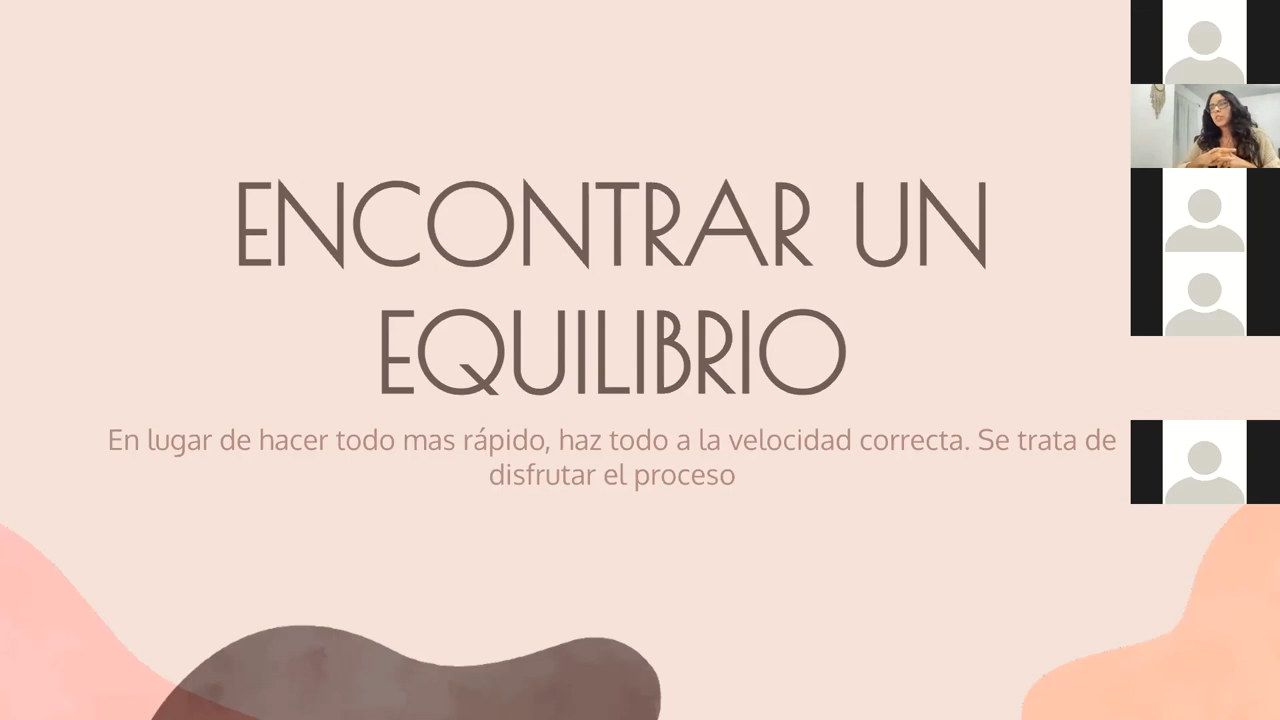 ENCONTRAR UN
EQUILIBRIO
En lugar de hacer todo mas rápido, haz todo a la velocidad correcta. Se trata de
disfrutar el proceso